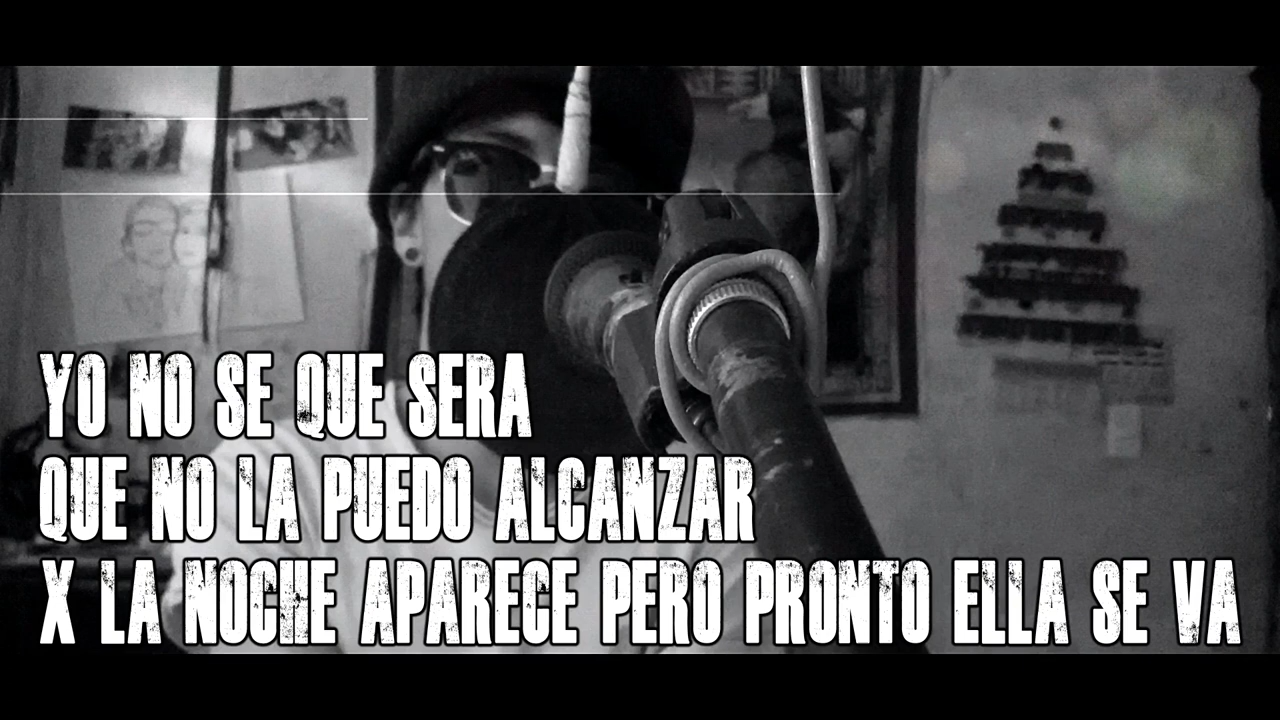 YO NO SE QUE SERA
QUE NO LA PUEDO ALCANZAR
X LA NOCHE APARECE PERO PRONTO ELLA SE VA